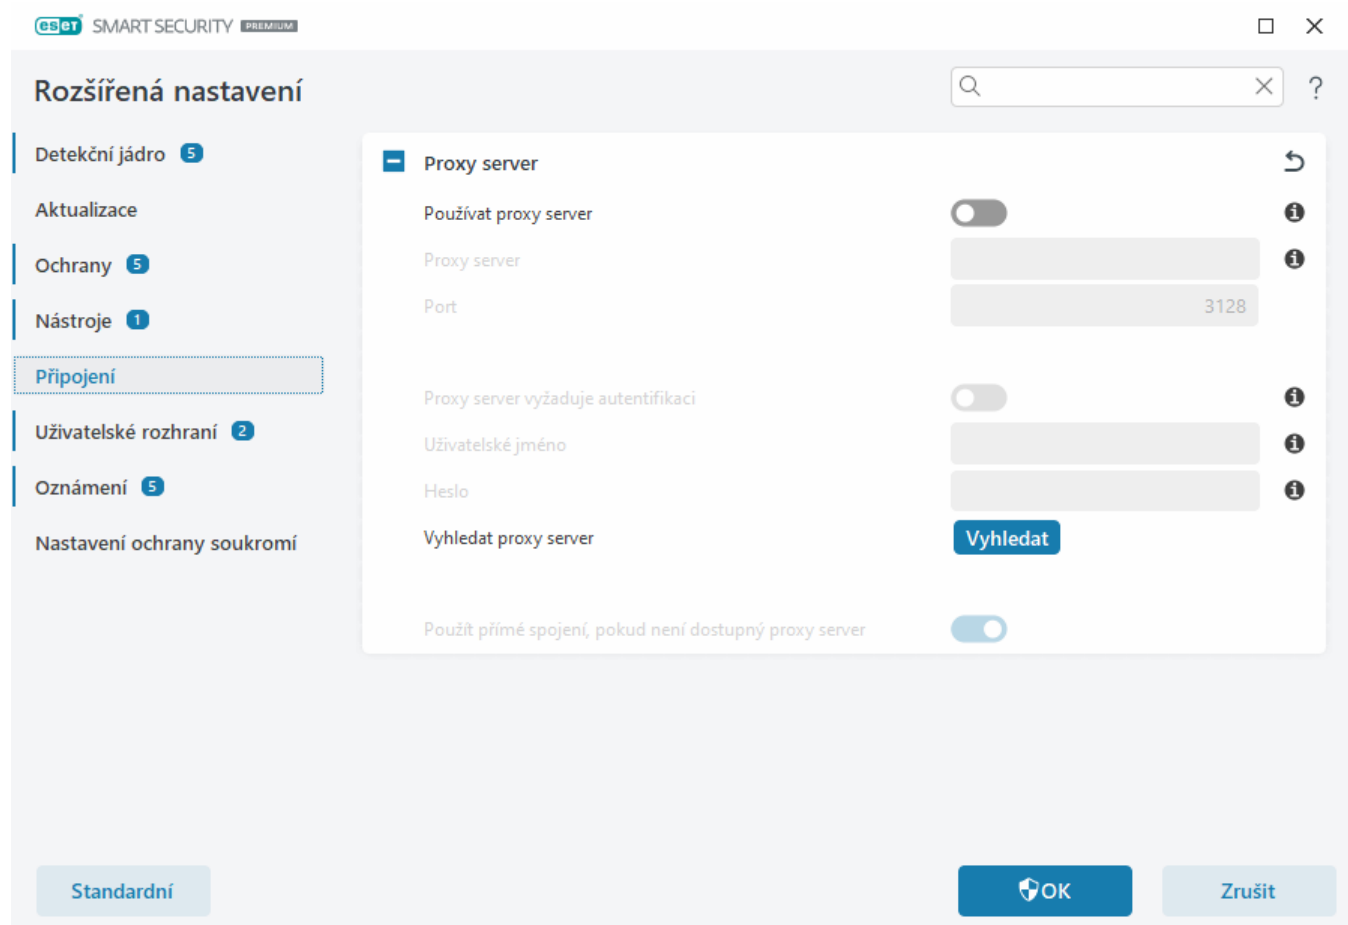 eset SMART SECURITY PREMIUM
Rozšířená nastavení
?
Detekční jádro 5
Aktualizace
Ochrany 5
Nástroje 1
Připojení
Uživatelské rozhraní 2
Oznámení 5
Nastavení ochrany soukromí
Proxy server
Používat proxy server
Proxy server
Port 3128
Proxy server vyžaduje autentifikaci
Uživatelské jméno
Heslo
Vyhledat proxy server Vyhledat
Použít přímé spojení, pokud není dostupný proxy server
Standardní OK Zrušit